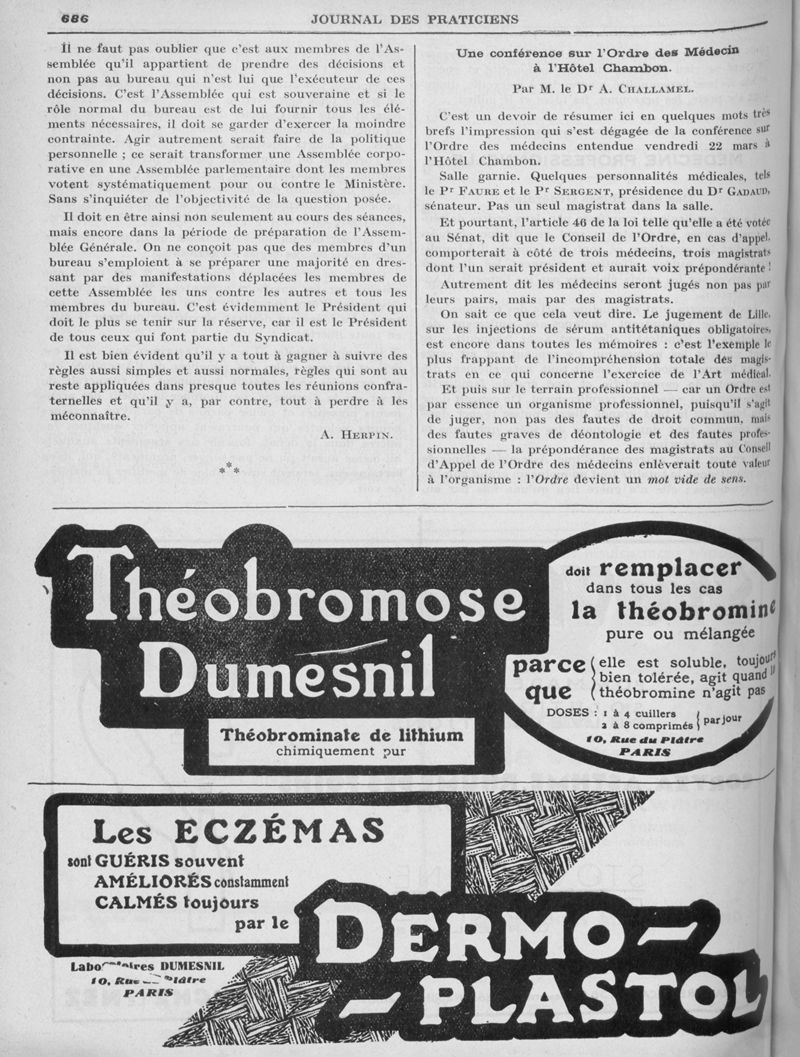 686
JOURNAL DES PRATICIENS
Il ne faut pas oublier que c'est aux membres de l'As-
semblée qu'il appartient de prendre des décisions et
non pas au bureau qui n'est lui que l'exécuteur de ces
décisions. C'est l'Assemblée qui est souveraine et si le
rôle normal du bureau est de lui fournir tous les élé-
ments nécessaires, il doit se garder d'exercer la moindre
contrainte. Agir autrement serait faire de la politique
personnelle ; ce serait transformer une Assemblée corpo-
rative en une Assemblée parlementaire dont les membres
votent systématiquement pour ou contre le Ministère.
Sans s'inquiéter de l'objectivité de la question posée.
Il doit en être ainsi non seulement au cours des séances,
mais encore dans la période de préparation de l'Assem-
blée Générale. On ne conçoit pas que des membres d'un
bureau s'emploient à se préparer une majorité en dres-
sant par des manifestations déplacées les membres de
cette Assemblée les uns contre les autres et tous les
membres du bureau. C'est évidemment le Président qui
doit le plus se tenir sur la réserve, car il est le Président
de tous ceux qui font partie du Syndicat.
Il est bien évident qu'il y a tout à gagner à suivre des
règles aussi simples et aussi normales, règles qui sont au
reste appliquées dans presque toutes les réunions confra-
ternelles et qu'il y a, par contre, tout à perdre à les
méconnaître.
A. HERPIN.
***
Une conférence sur l'Ordre des Médecin
à l'Hôtel Chambon.
Par M. le Dr A. CHALLAMEL.
C'est un devoir de résumer ici en quelques mots très
brefs l'impression qui s'est dégagée de la conférence sur
l'Ordre des médecins entendue vendredi 22 mars à
l'Hôtel Chambon.
Salle garnie. Quelques personnalités médicales, tels
le Pr FAURE et le Pr SERGENT, présidence du Dr GADAUD,
sénateur. Pas un seul magistrat dans la salle.
Et pourtant, l'article 46 de la loi telle qu'elle a été votée
au Sénat, dit que le Conseil de l'Ordre, en cas d'appel,
comporterait à côté de trois médecins, trois magistrats
dont l'un serait président et aurait voix prépondérante !
Autrement dit les médecins seront jugés non pas par
leurs pairs, mais par des magistrats.
On sait ce que cela veut dire. Le jugement de Lille,
sur les injections de sérum antitétaniques obligatoires,
est encore dans toutes les mémoires : c'est l'exemple le
plus frappant de l'incompréhension totale des magis-
trats en ce qui concerne l'exercice de l'Art médical.
Et puis sur le terrain professionnel — car un Ordre est
par essence un organisme professionnel, puisqu'il s'agit
de juger, non pas des fautes de droit commun, mais
des fautes graves de déontologie et des fautes profes-
sionnelles — la prépondérance des magistrats au Conseil
d'Appel de l'Ordre des médecins enlèverait toute valeur
à l'organisme : l'Ordre devient un mot vide de sens.
Théobromose
Dumesnil
Théobrominate de lithium
chimiquement pur
doit remplacer
dans tous les cas
la théobromine
pure ou mélangée
parce que
elle est soluble, toujours
bien tolérée, agit quand
théobromine n'agit pas
DOSES : 1 à 4 cuillers
2 à 8 comprimés
par jour
10, Rue du Plâtre
PARIS
Les ECZÉMAS
sont GUÉRIS souvent
AMÉLIORÉS constamment
CALMÉS toujours
par le
DERMO-
-PLASTOL
Laboratoires DUMESNIL
10, Rue Plâtre
PARIS